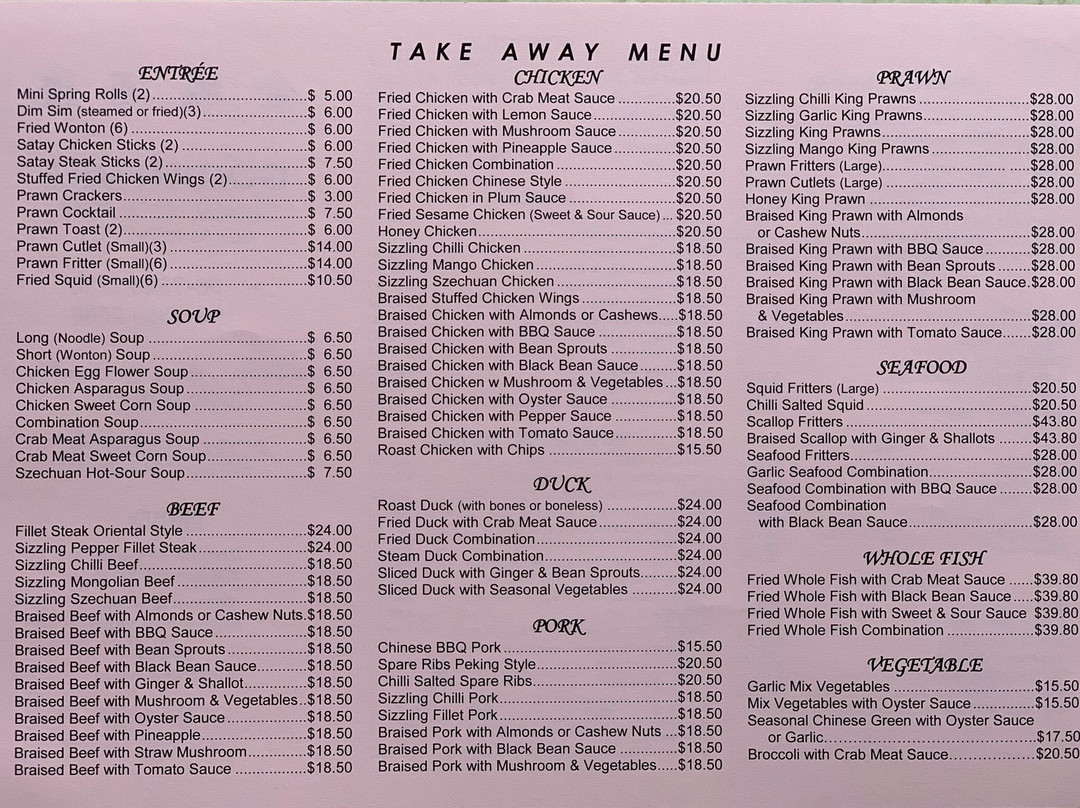 TAKE AWAY MENU
ENTRÉE
Mini Spring Rolls (2)..............................$ 5.00
Dim Sim (steamed or fried)(3)..............................$ 6.00
Fried Wonton (6)..............................$ 6.00
Satay Chicken Sticks (2)..............................$ 6.00
Satay Steak Sticks (2)..............................$ 7.50
Stuffed Fried Chicken Wings (2)..............................$ 6.00
Prawn Crackers..............................$ 3.00
Prawn Cocktail..............................$ 7.50
Prawn Toast (2)..............................$ 6.00
Prawn Cutlet (Small)(3)..............................$14.00
Prawn Fritter (Small)(6)..............................$14.00
Fried Squid (Small)(6)..............................$10.50
SOUP
Long (Noodle) Soup..............................$ 6.50
Short (Wonton) Soup..............................$ 6.50
Chicken Egg Flower Soup..............................$ 6.50
Chicken Asparagus Soup..............................$ 6.50
Chicken Sweet Corn Soup..............................$ 6.50
Combination Soup..............................$ 6.50
Crab Meat Asparagus Soup..............................$ 6.50
Crab Meat Sweet Corn Soup..............................$ 6.50
Szechuan Hot-Sour Soup..............................$ 7.50
BEEF
Fillet Steak Oriental Style..............................$24.00
Sizzling Pepper Fillet Steak..............................$24.00
Sizzling Chilli Beef..............................$18.50
Sizzling Mongolian Beef..............................$18.50
Sizzling Szechuan Beef..............................$18.50
Braised Beef with Almonds or Cashew Nuts.$18.50
Braised Beef with BBQ Sauce....................$18.50
Braised Beef with Bean Sprouts....................$18.50
Braised Beef with Black Bean Sauce............$18.50
Braised Beef with Ginger & Shallot...............$18.50
Braised Beef with Mushroom & Vegetables..$18.50
Braised Beef with Oyster Sauce....................$18.50
Braised Beef with Pineapple.........................$18.50
Braised Beef with Straw Mushroom..............$18.50
Braised Beef with Tomato Sauce.................$18.50
CHICKEN
Fried Chicken with Crab Meat Sauce..............$20.50
Fried Chicken with Lemon Sauce....................$20.50
Fried Chicken with Mushroom Sauce..............$20.50
Fried Chicken with Pineapple Sauce...............$20.50
Fried Chicken Combination..............................$20.50
Fried Chicken Chinese Style............................$20.50
Fried Chicken in Plum Sauce...........................$20.50
Fried Sesame Chicken (Sweet & Sour Sauce)... $20.50
Honey Chicken..............................$20.50
Sizzling Chilli Chicken..............................$18.50
Sizzling Mango Chicken..............................$18.50
Sizzling Szechuan Chicken..............................$18.50
Braised Stuffed Chicken Wings......................$18.50
Braised Chicken with Almonds or Cashews.....$18.50
Braised Chicken with BBQ Sauce...................$18.50
Braised Chicken with Bean Sprouts................$18.50
Braised Chicken with Black Bean Sauce.........$18.50
Braised Chicken w Mushroom & Vegetables...$18.50
Braised Chicken with Oyster Sauce................$18.50
Braised Chicken with Pepper Sauce...............$18.50
Braised Chicken with Tomato Sauce...............$18.50
Roast Chicken with Chips..............................$15.50
DUCK
Roast Duck (with bones or boneless)................$24.00
Fried Duck with Crab Meat Sauce...................$24.00
Fried Duck Combination..............................$24.00
Steam Duck Combination..............................$24.00
Sliced Duck with Ginger & Bean Sprouts.........$24.00
Sliced Duck with Seasonal Vegetables...........$24.00
PORK
Chinese BBQ Pork..............................$15.50
Spare Ribs Peking Style..............................$20.50
Chilli Salted Spare Ribs..............................$20.50
Sizzling Chilli Pork..............................$18.50
Sizzling Fillet Pork..............................$18.50
Braised Pork with Almonds or Cashew Nuts...$18.50
Braised Pork with Black Bean Sauce..............$18.50
Braised Pork with Mushroom & Vegetables.....$18.50
PRAWN
Sizzling Chilli King Prawns..............................$28.00
Sizzling Garlic King Prawns..............................$28.00
Sizzling King Prawns..............................$28.00
Sizzling Mango King Prawns..............................$28.00
Prawn Fritters (Large)..............................$28.00
Prawn Cutlets (Large)..............................$28.00
Honey King Prawn..............................$28.00
Braised King Prawn with Almonds
or Cashew Nuts..............................$28.00
Braised King Prawn with BBQ Sauce...........$28.00
Braised King Prawn with Bean Sprouts........$28.00
Braised King Prawn with Black Bean Sauce.$28.00
Braised King Prawn with Mushroom
& Vegetables..............................$28.00
Braised King Prawn with Tomato Sauce.......$28.00
SEAFOOD
Squid Fritters (Large)..............................$20.50
Chilli Salted Squid..............................$20.50
Scallop Fritters..............................$43.80
Braised Scallop with Ginger & Shallots........$43.80
Seafood Fritters..............................$28.00
Garlic Seafood Combination........................$28.00
Seafood Combination with BBQ Sauce........$28.00
Seafood Combination
with Black Bean Sauce..............................$28.00
WHOLE FISH
Fried Whole Fish with Crab Meat Sauce......$39.80
Fried Whole Fish with Black Bean Sauce.....$39.80
Fried Whole Fish with Sweet & Sour Sauce $39.80
Fried Whole Fish Combination....................$39.80
VEGETABLE
Garlic Mix Vegetables..............................$15.50
Mix Vegetables with Oyster Sauce..............$15.50
Seasonal Chinese Green with Oyster Sauce
or Garlic..............................$17.50
Broccoli with Crab Meat Sauce....................$20.50